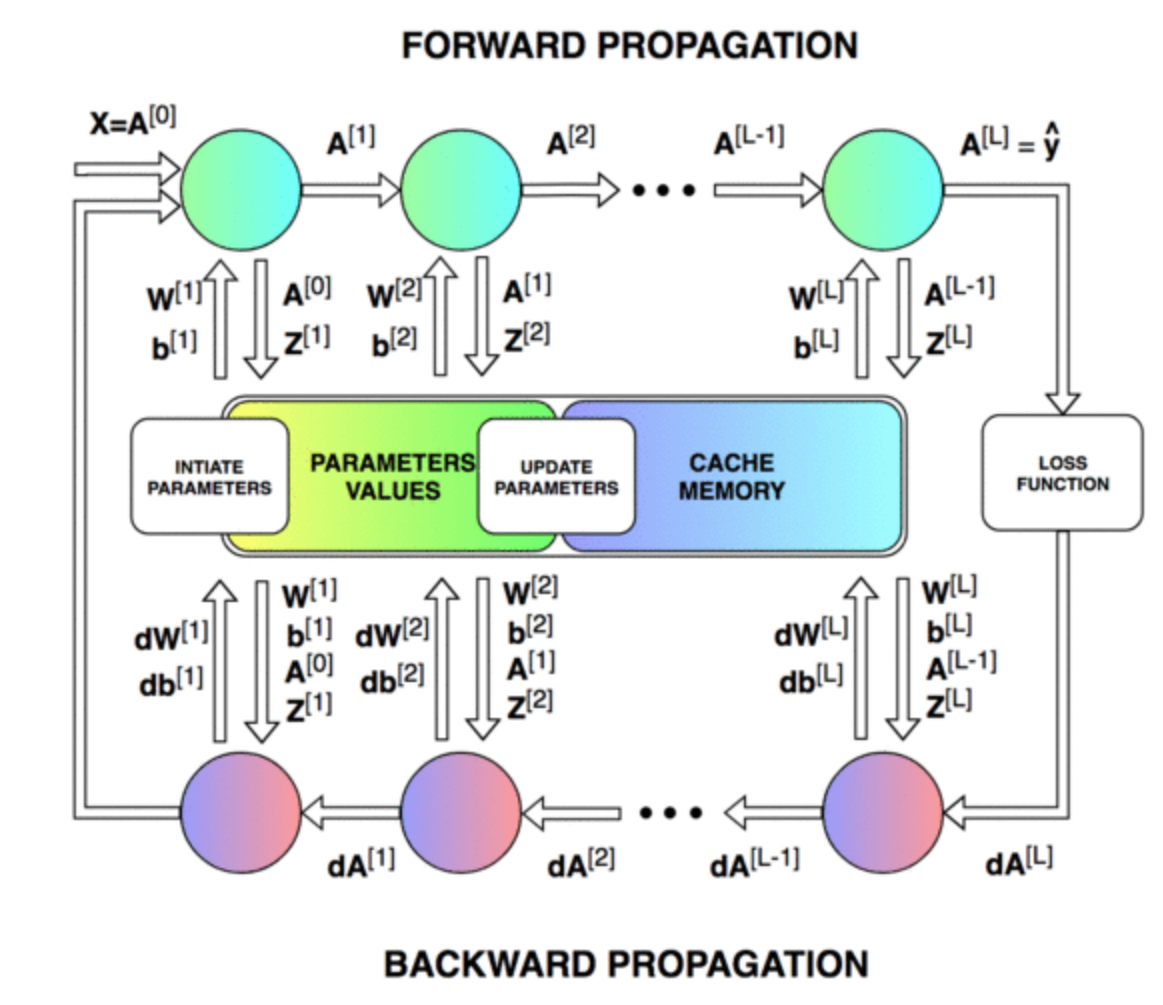 FORWARD PROPAGATION
X=A[0]
A[1]
A[2]
A[L-1]
A[L] = ŷ
W[1]
b[1]
A[0]
Z[1]
W[2]
b[2]
A[1]
Z[2]
W[L]
b[L]
A[L-1]
Z[L]
INTIATE
PARAMETERS
PARAMETERS
VALUES
UPDATE
PARAMETERS
CACHE
MEMORY
LOSS
FUNCTION
dW[1]
db[1]
W[1]
b[1]
A[0]
Z[1]
dW[2]
db[2]
W[2]
b[2]
A[1]
Z[2]
dW[L]
db[L]
W[L]
b[L]
A[L-1]
Z[L]
dA[1]
dA[2]
dA[L-1]
dA[L]
BACKWARD PROPAGATION